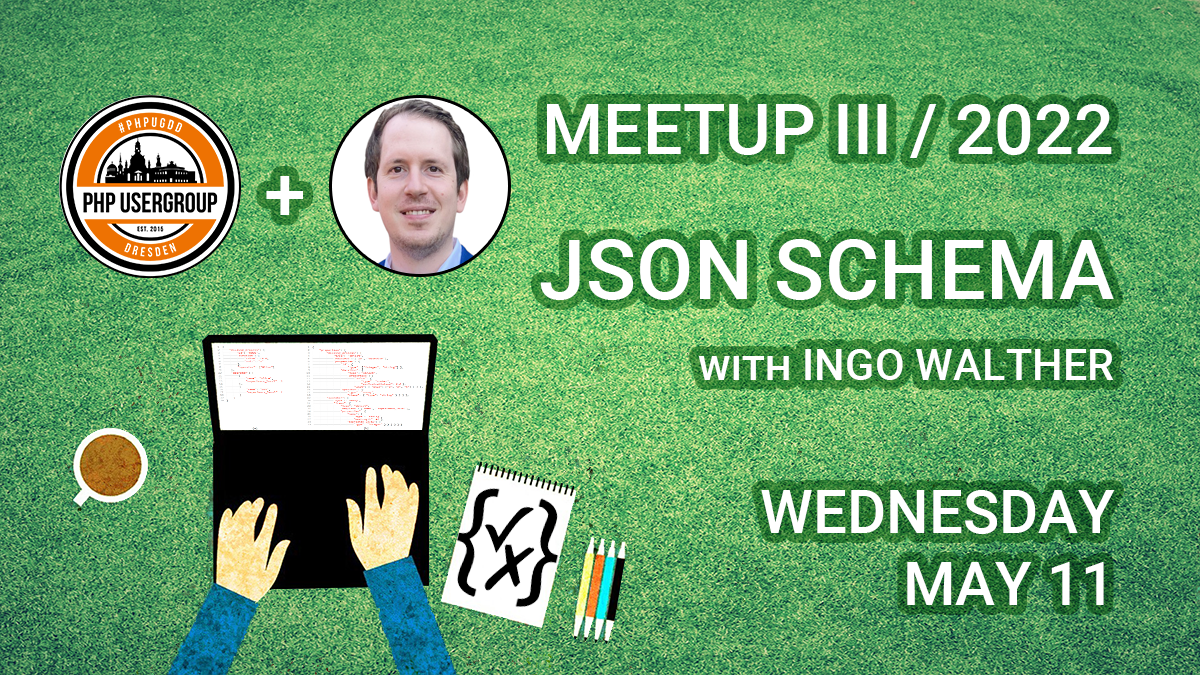 #PHPUGDD
PHP USERGROUP
EST. 2015
DRESDEN
+
MEETUP III / 2022
JSON SCHEMA
WITH INGO WALTHER
WEDNESDAY
MAY 11